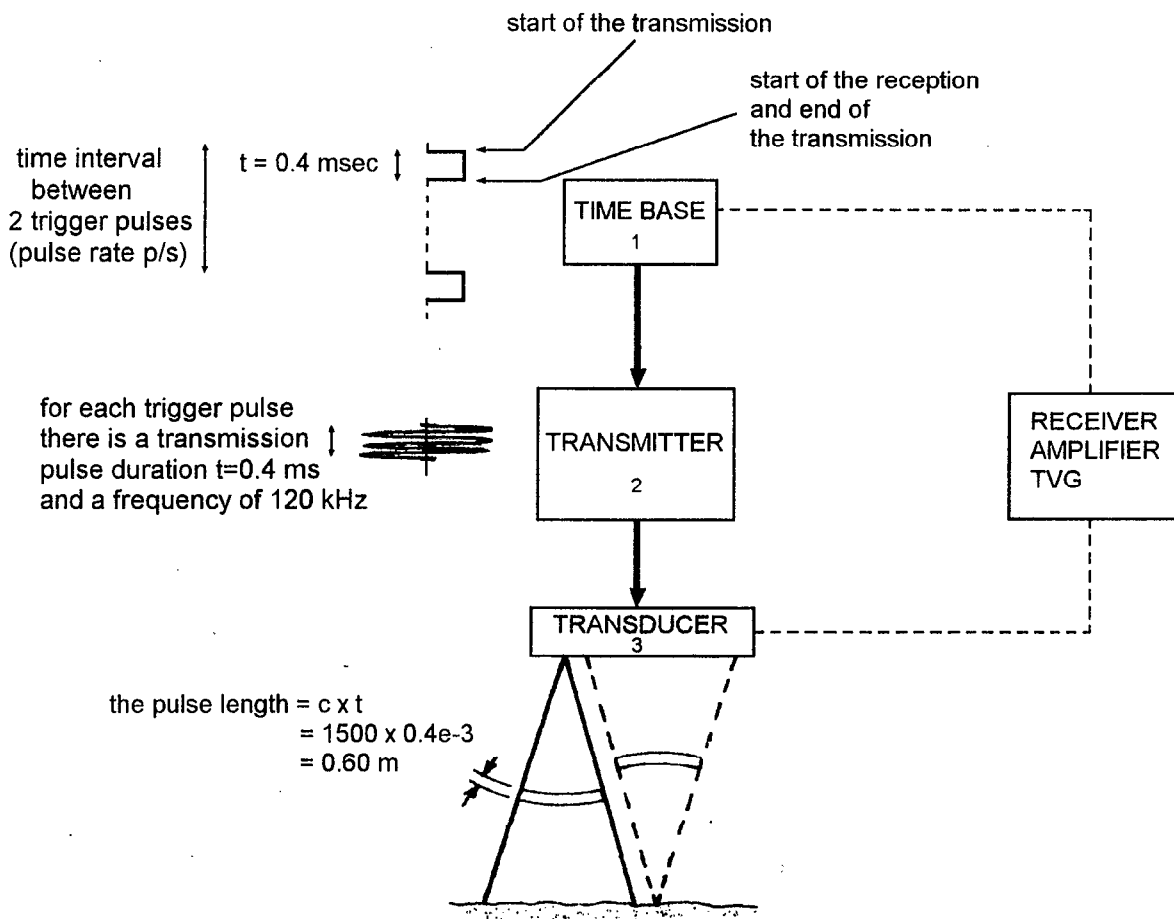 start of the transmission
start of the reception
and end of
the transmission
time interval
between
2 trigger pulses
(pulse rate p/s)
t = 0.4 msec
TIME BASE
1
for each trigger pulse
there is a transmission
pulse duration t=0.4 ms
and a frequency of 120 kHz
TRANSMITTER
2
RECEIVER
AMPLIFIER
TVG
TRANSDUCER
3
the pulse length = c x t
= 1500 x 0.4e-3
= 0.60 m